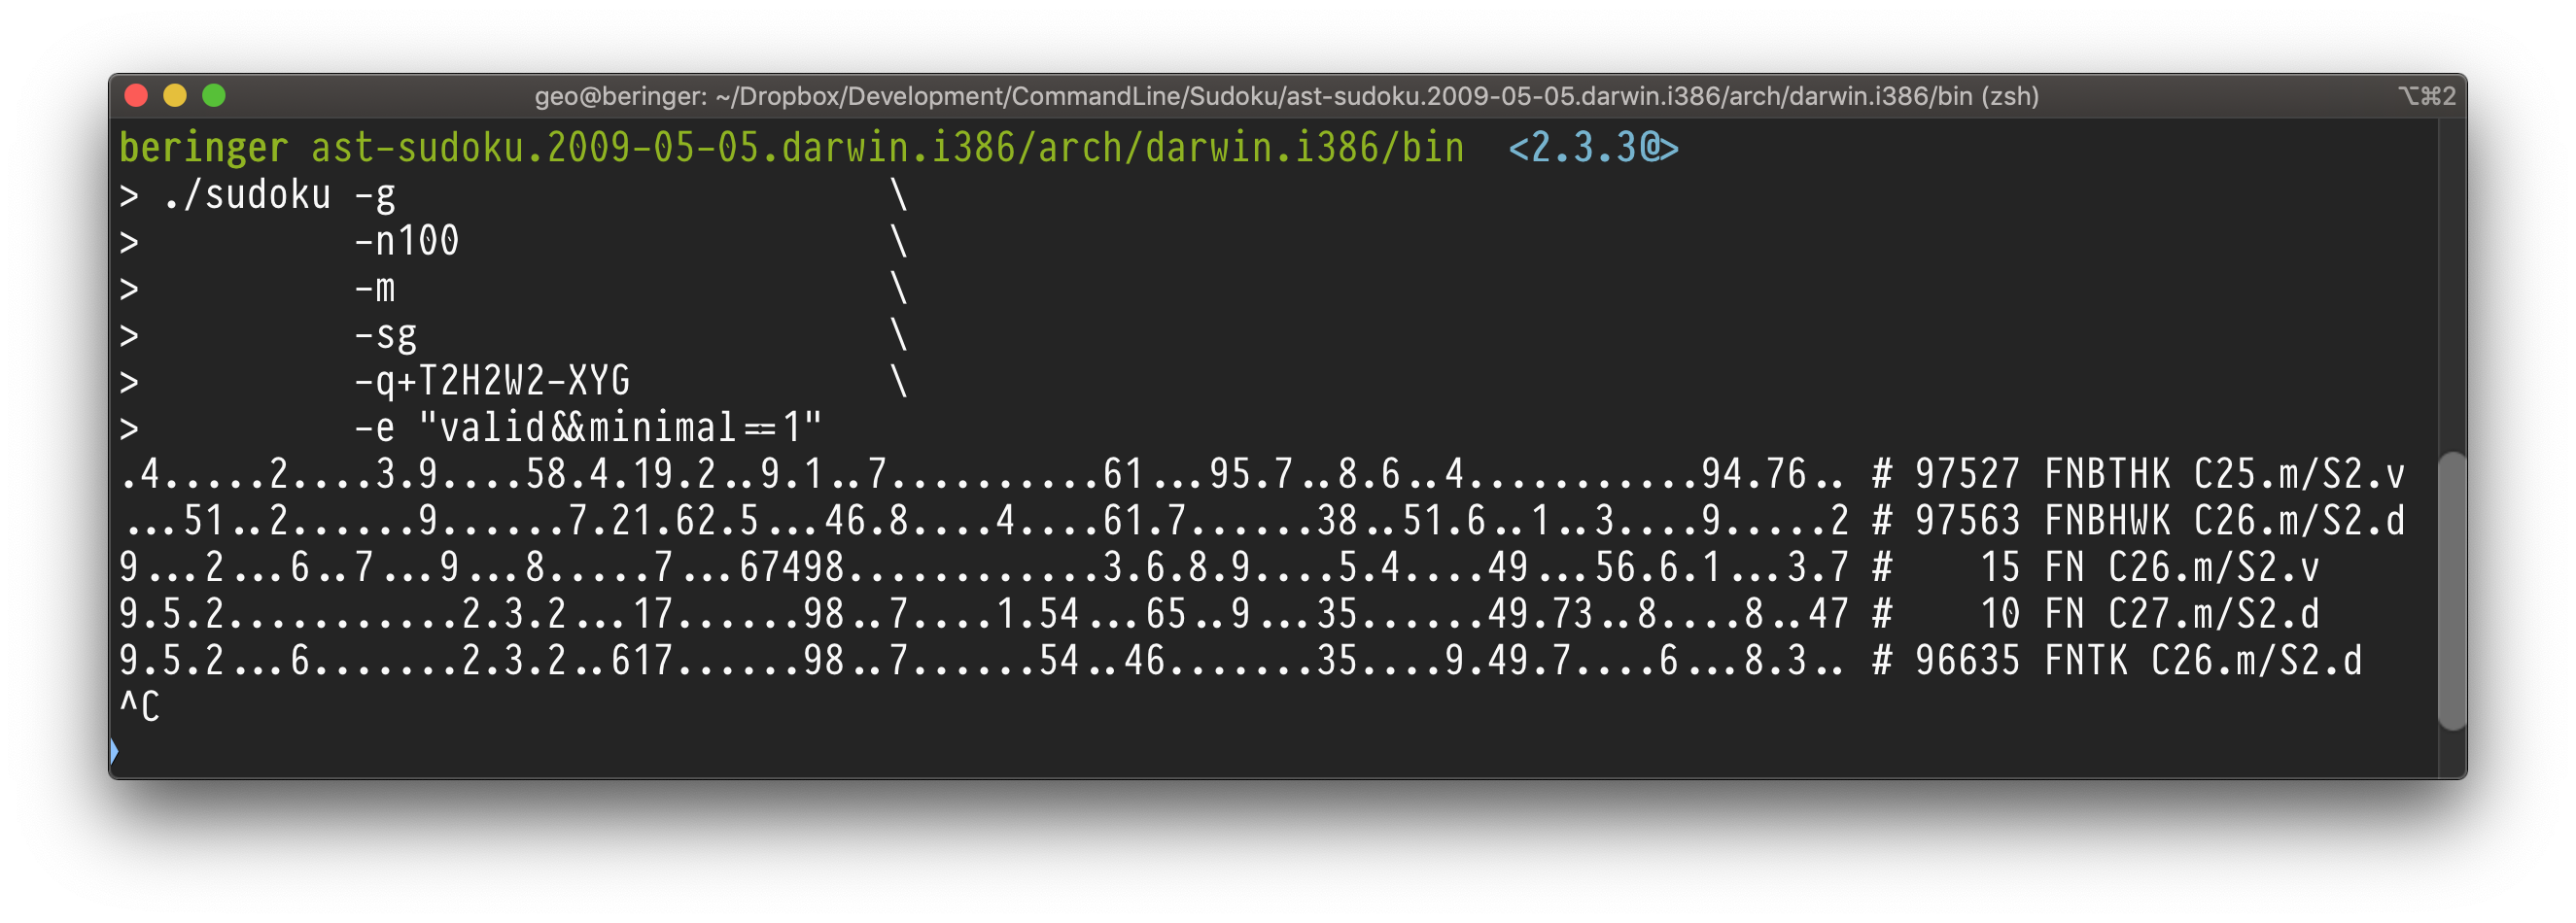 geo@beringer: ~/Dropbox/Development/CommandLine/Sudoku/ast-sudoku.2009-05-05.darwin.i386/arch/darwin.i386/bin (zsh) ⌥⌘2
beringer ast-sudoku.2009-05-05.darwin.i386/arch/darwin.i386/bin <2.3.3@>
> ./sudoku -g \
> -n100 \
> -m \
> -sg \
> -q+T2H2W2-XYG \
> -e "valid&&minimal==1"
.4.....2....3.9....58.4.19.2..9.1..7..........61...95.7..8.6..4...........94.76.. # 97527 FNBTHK C25.m/S2.v
...51..2......9......7.21.62.5...46.8....4....61.7......38..51.6..1..3....9.....2 # 97563 FNBHWK C26.m/S2.d
9...2...6..7...9...8.....7...67498............3.6.8.9....5.4....49...56.6.1...3.7 # 15 FN C26.m/S2.v
9.5.2...........2.3.2...17......98..7....1.54...65..9...35......49.73..8....8..47 # 10 FN C27.m/S2.d
9.5.2...6.......2.3.2..617......98..7......54..46.......35....9.49.7....6...8.3.. # 96635 FNTK C26.m/S2.d
^C